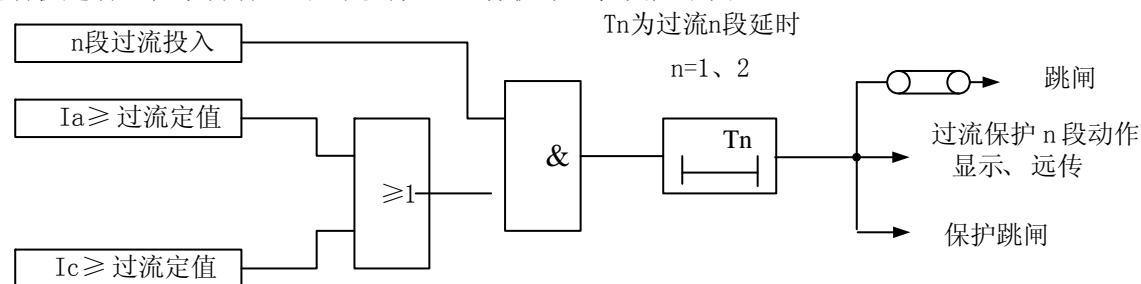 Tn为过流n段延时
n段过流投入
n=1、2
跳闸
Ia≥过流定值
Tn
过流保护n段动作
显示、远传
&
≥1
保护跳闸
Ic≥过流定值